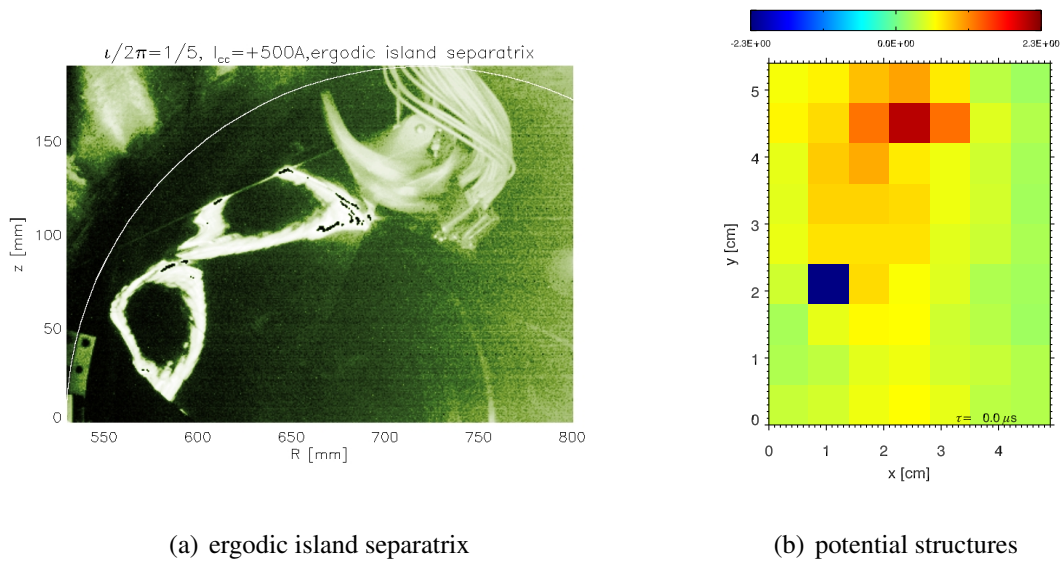 ι/2π=1/5, I_cc=+500A,ergodic island separatrix
z [mm]
150
100
50
0
550 600 650 700 750 800
R [mm]
(a) ergodic island separatrix
-2.3E+00 0.0E+00 2.3E+00
y [cm]
5
4
3
2
1
0
τ= 0.0 μs
0 1 2 3 4
x [cm]
(b) potential structures